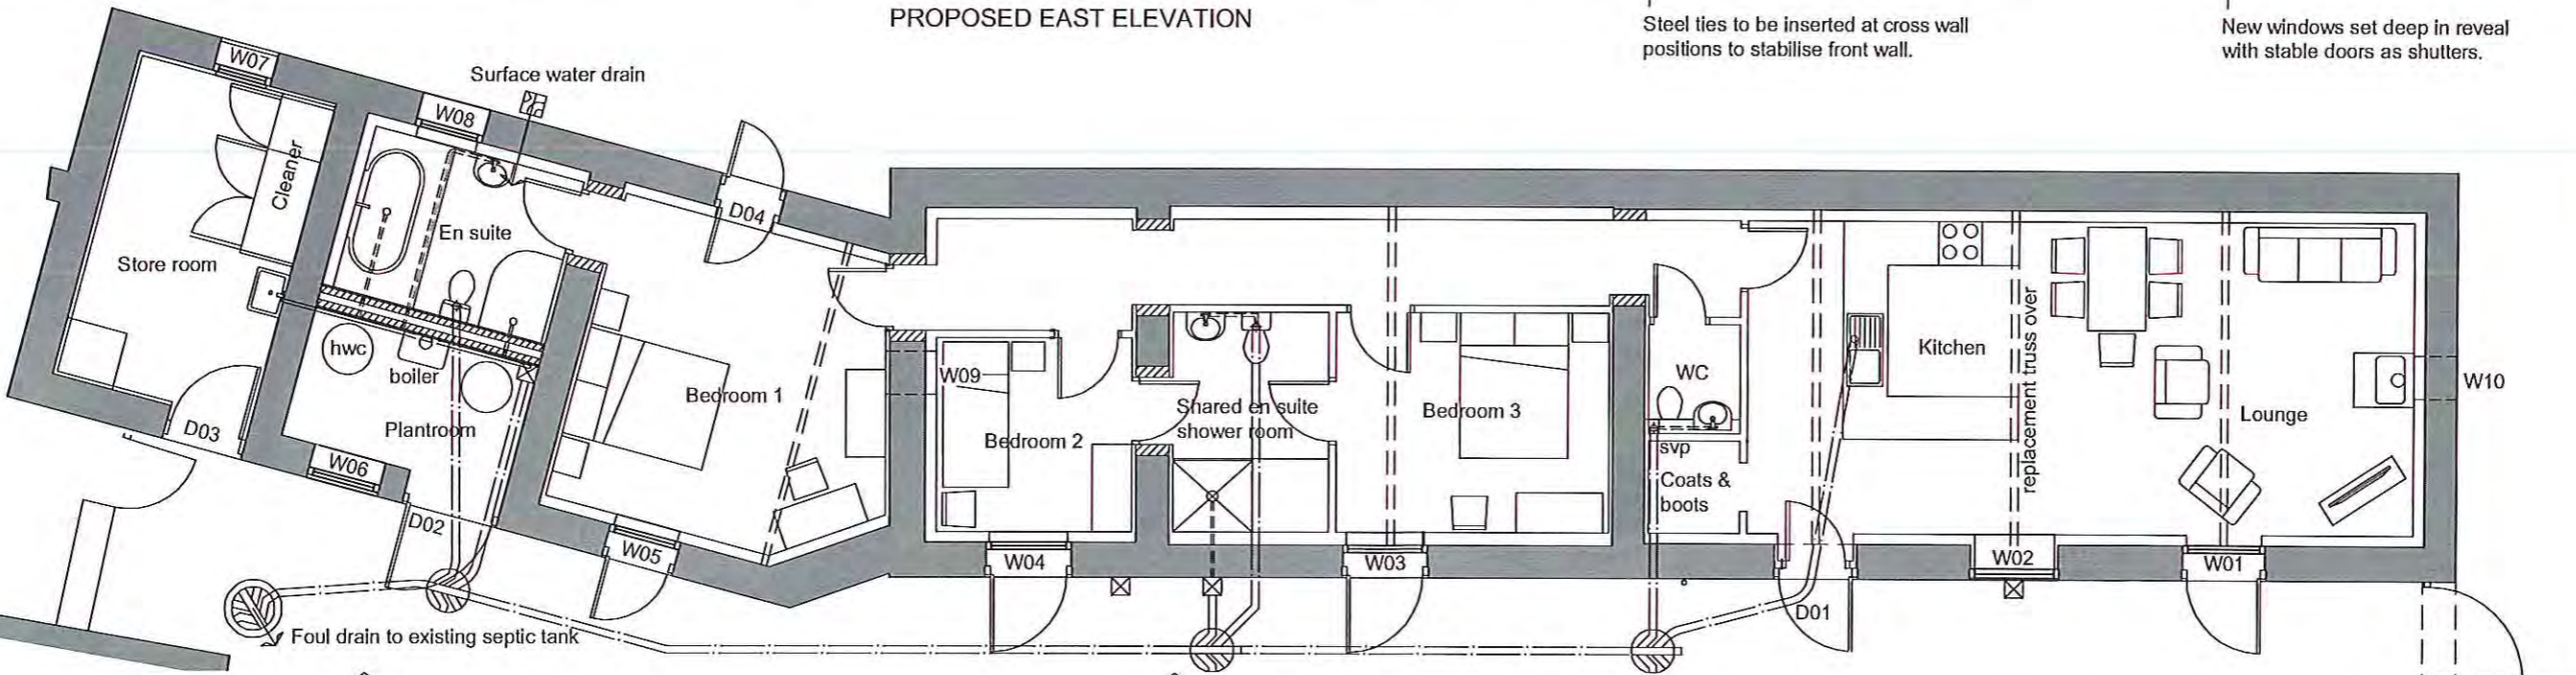 PROPOSED EAST ELEVATION
Steel ties to be inserted at cross wall
positions to stabilise front wall.
New windows set deep in reveal
with stable doors as shutters.
Surface water drain
W07
W08
Cleaner
D04
En suite
Store room
hwc
boiler
Bedroom 1
Plantroom
D03
W06
D02
W05
Foul drain to existing septic tank
W09
Bedroom 2
Shared en suite
shower room
Bedroom 3
W04
W03
WC
svp
Coats &
boots
Kitchen
replacement truss over
Lounge
W10
D01
W02
W01